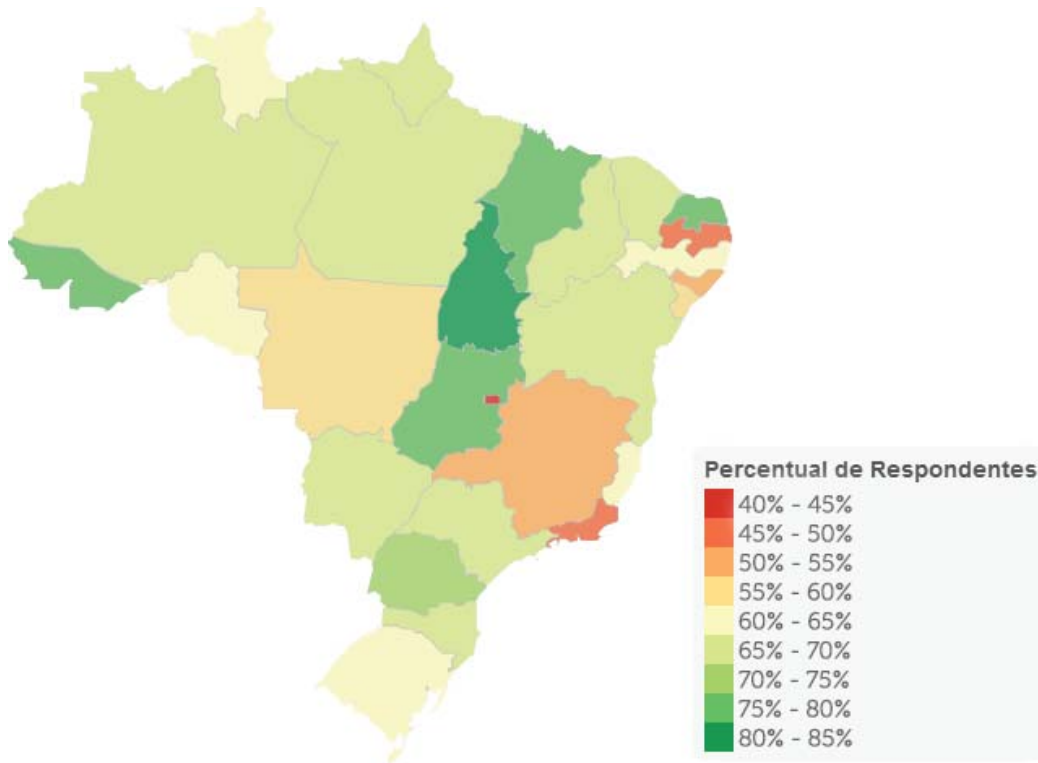 Percentual de Respondentes
40% - 45%
45% - 50%
50% - 55%
55% - 60%
60% - 65%
65% - 70%
70% - 75%
75% - 80%
80% - 85%